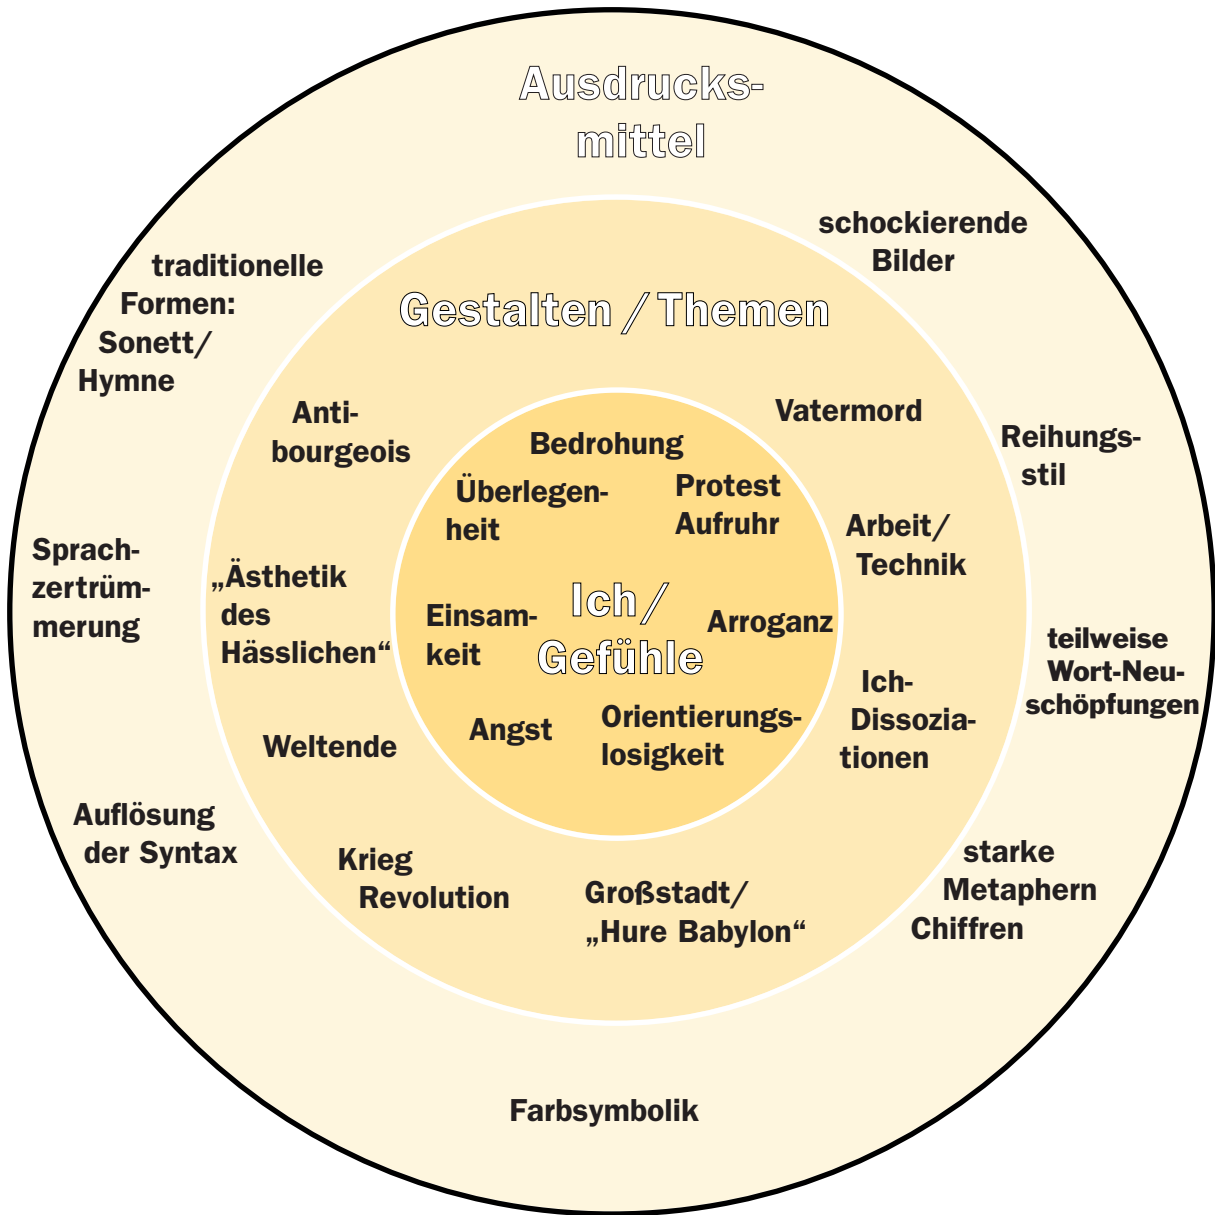 Ausdrucks-
mittel
schockierende
Bilder
traditionelle
Formen:
Sonett/
Hymne
Gestalten / Themen
Anti-
bourgeois
Vatermord
Reihungs-
stil
Bedrohung
Überlegen-
heit
Protest
Aufruhr
Arbeit/
Technik
Sprach-
zertrüm-
merung
„Ästhetik
des
Hässlichen“
Einsam-
keit
Ich /
Gefühle
Arroganz
teilweise
Wort-Neu-
schöpfungen
Ich-
Dissozia-
tionen
Angst
Orientierungs-
losigkeit
Weltende
Auflösung
der Syntax
Krieg
Revolution
Großstadt/
„Hure Babylon“
starke
Metaphern
Chiffren
Farbsymbolik